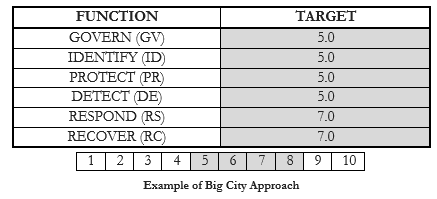 FUNCTION TARGET
GOVERN (GV) 5.0
IDENTIFY (ID) 5.0
PROTECT (PR) 5.0
DETECT (DE) 5.0
RESPOND (RS) 7.0
RECOVER (RC) 7.0
1 2 3 4 5 6 7 8 9 10
Example of Big City Approach